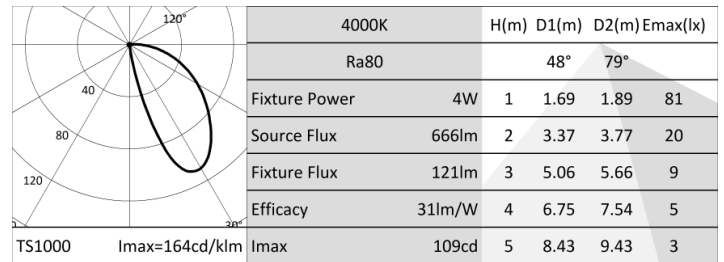 120°
40
80
120
30°
TS1000 Imax=164cd/klm
4000K
Ra80
Fixture Power 4W
Source Flux 666lm
Fixture Flux 121lm
Efficacy 31lm/W
Imax 109cd
H(m) D1(m) D2(m) Emax(lx)
48° 79°
1 1.69 1.89 81
2 3.37 3.77 20
3 5.06 5.66 9
4 6.75 7.54 5
5 8.43 9.43 3